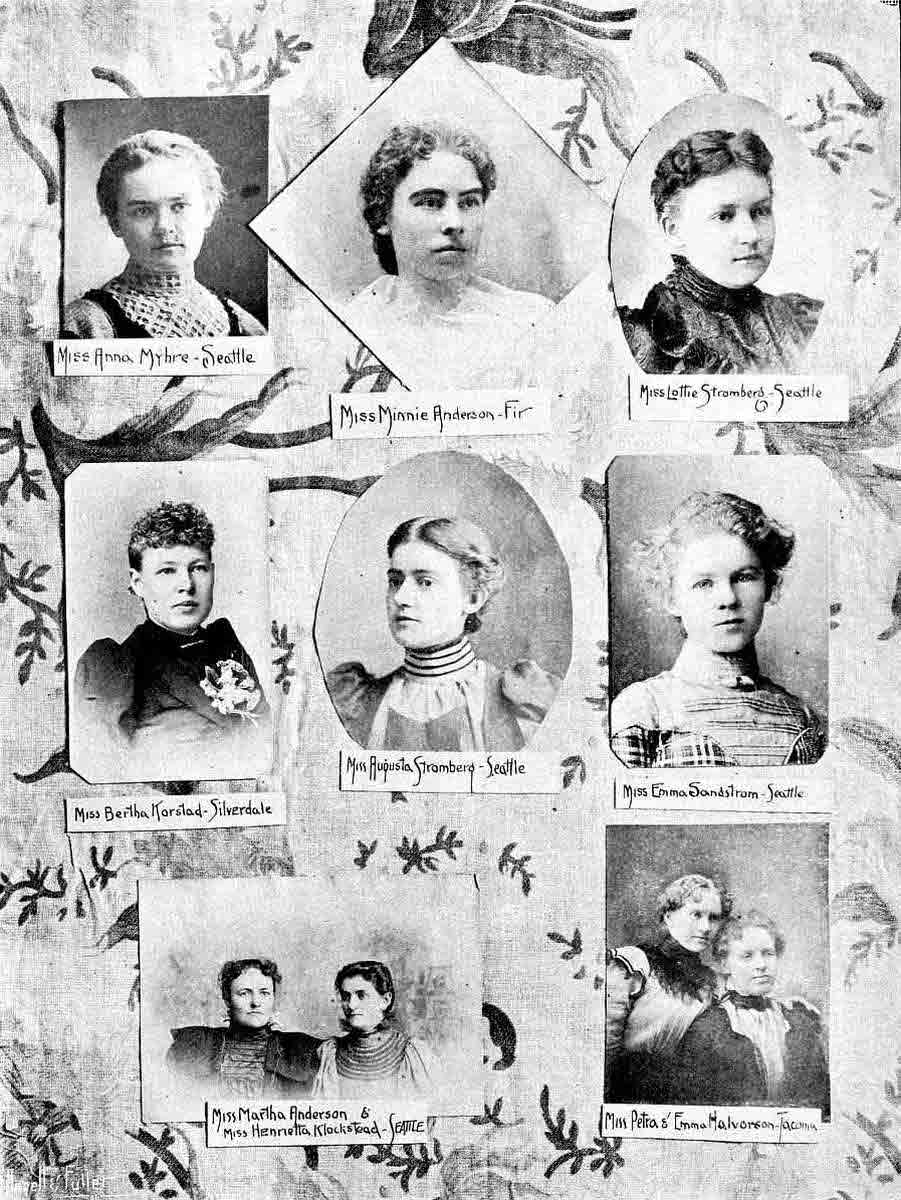 Miss Anna Myhre - Seattle
Miss Minnie Anderson - Fir
Miss Lottie Stromberg - Seattle
Miss Bertha Korstad - Silverdale
Miss Augusta Stromberg - Seattle
Miss Emma Sandstrom - Seattle
Miss Martha Anderson &
Miss Henrietta Klockstead - SEATTLE
Miss Petra & Emma Halvorson - Tacoma
& Fuller